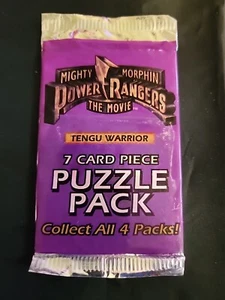 MIGHTY MORPHIN
POWER RANGERS
THE MOVIE
TENGU WARRIOR
7 CARD PIECE
PUZZLE
PACK
Collect All 4 Packs!